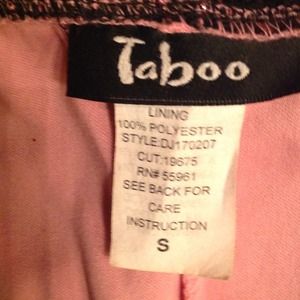 Taboo
LINING
100% POLYESTER
STYLE:DJ170207
CUT:19675
RN# 55961
SEE BACK FOR
CARE
INSTRUCTION
S